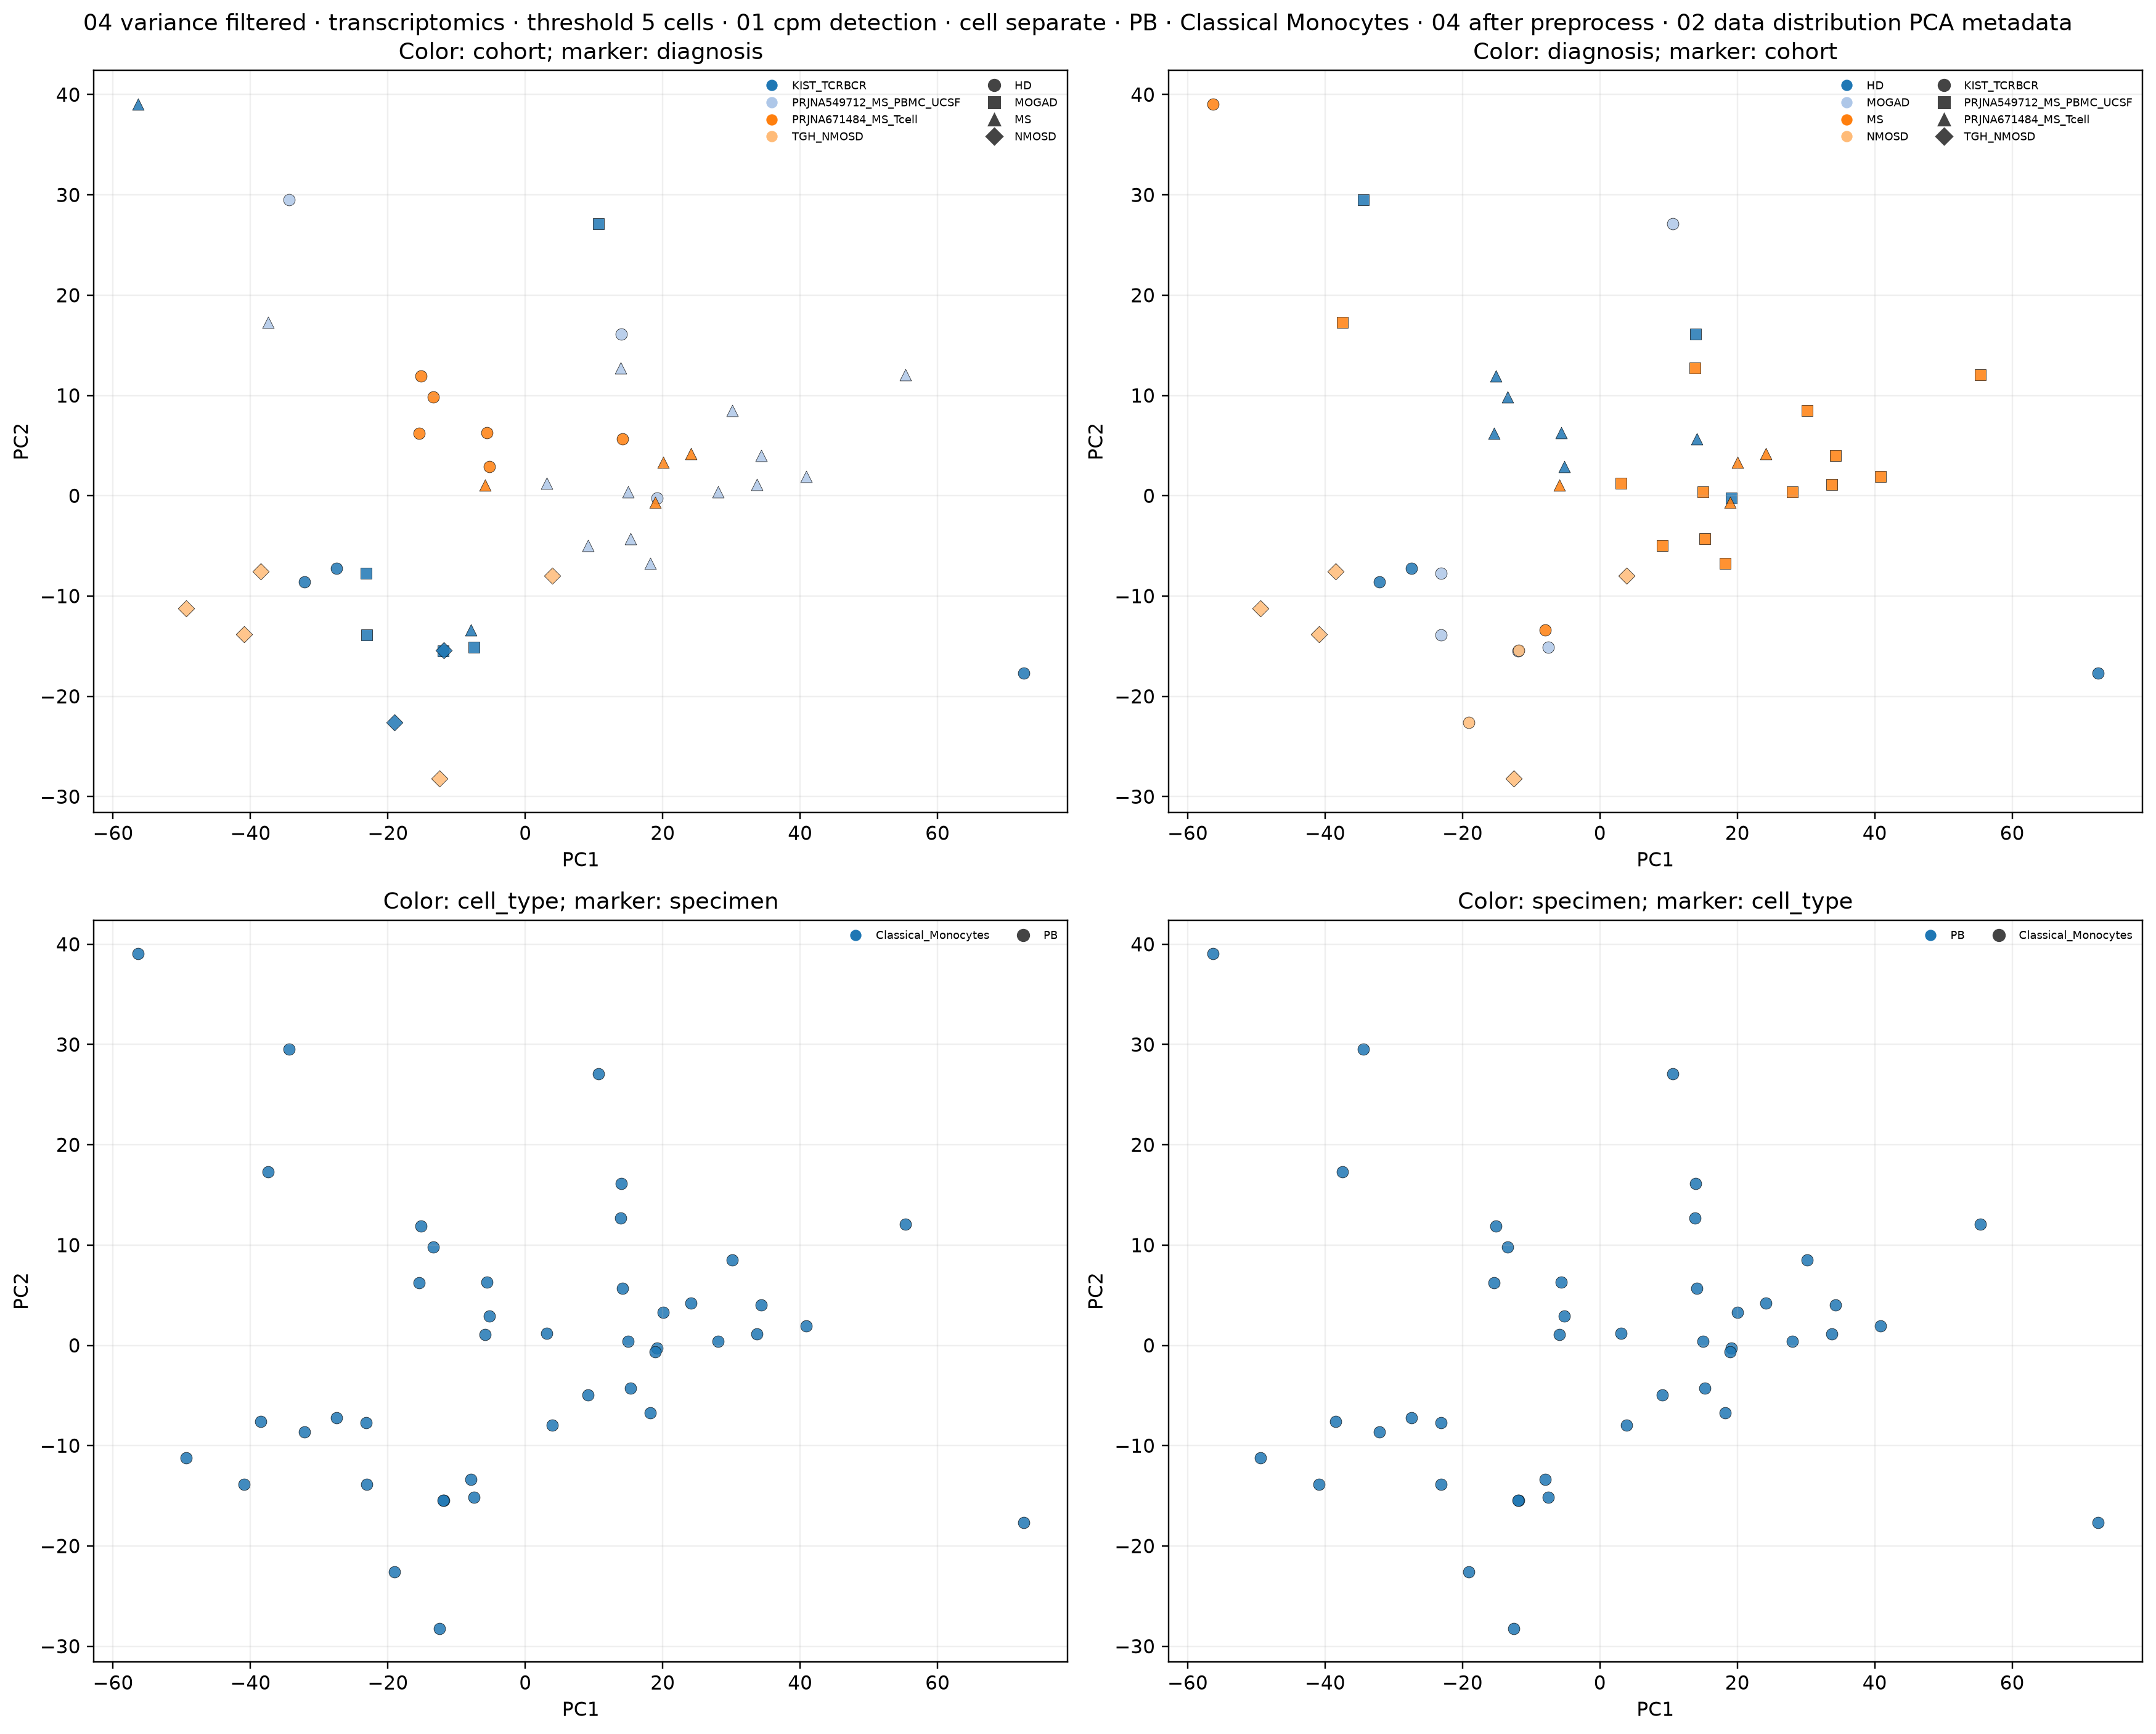 04 variance filtered · transcriptomics · threshold 5 cells · 01 cpm detection · cell separate · PB · Classical Monocytes · 04 after preprocess · 02 data distribution PCA metadata
Color: cohort; marker: diagnosis
KIST_TCRBCR
PRJNA549712_MS_PBMC_UCSF
PRJNA671484_MS_Tcell
TGH_NMOSD
HD
MOGAD
MS
NMOSD
40
30
20
10
0
−10
−20
−30
PC2
−60 −40 −20 0 20 40 60
PC1
Color: diagnosis; marker: cohort
HD
MOGAD
MS
NMOSD
KIST_TCRBCR
PRJNA549712_MS_PBMC_UCSF
PRJNA671484_MS_Tcell
TGH_NMOSD
40
30
20
10
0
−10
−20
−30
PC2
−60 −40 −20 0 20 40 60
PC1
Color: cell_type; marker: specimen
Classical_Monocytes PB
40
30
20
10
0
−10
−20
−30
PC2
−60 −40 −20 0 20 40 60
PC1
Color: specimen; marker: cell_type
PB Classical_Monocytes
40
30
20
10
0
−10
−20
−30
PC2
−60 −40 −20 0 20 40 60
PC1